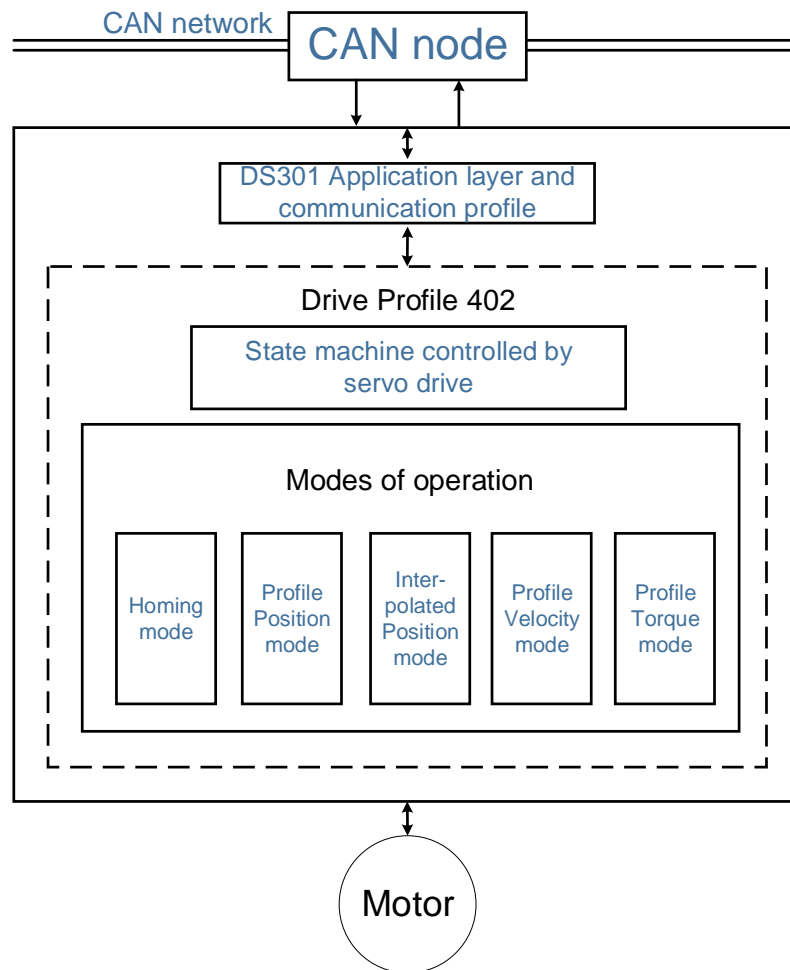 CAN network
CAN node
DS301 Application layer and
communication profile
Drive Profile 402
State machine controlled by
servo drive
Modes of operation
Homing
mode
Profile
Position
mode
Inter-
polated
Position
mode
Profile
Velocity
mode
Profile
Torque
mode
Motor